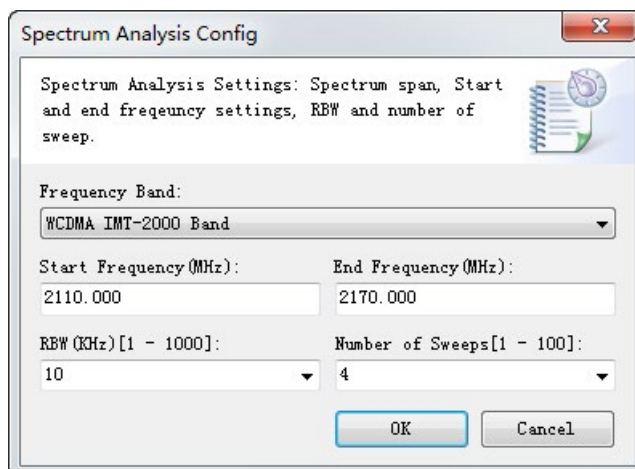 Spectrum Analysis Config
Spectrum Analysis Settings: Spectrum span, Start
and end freqeuncy settings, RBW and number of
sweep.
Frequency Band:
WCDMA IMT-2000 Band
Start Frequency(MHz): End Frequency(MHz):
2110.000 2170.000
RBW(KHz)[1 - 1000]: Number of Sweeps[1 - 100]:
10 4
OK Cancel